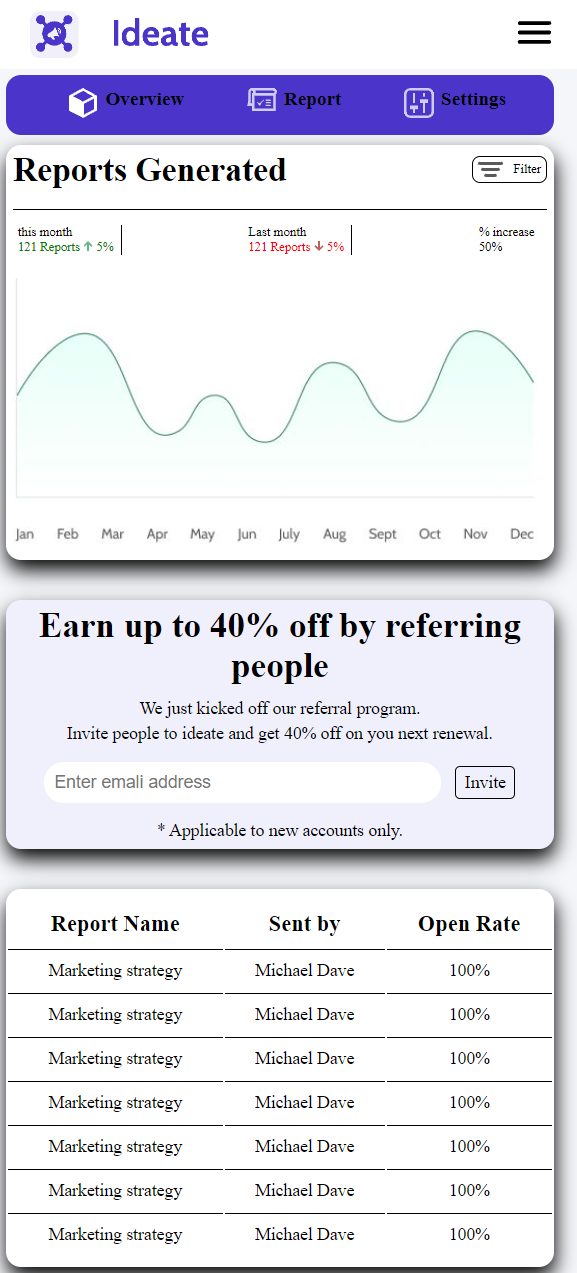 Ideate
Overview Report Settings
Reports Generated
Filter
this month Last month % increase
121 Reports ↑ 5% 121 Reports ↓ 5% 50%
Jan Feb Mar Apr May Jun July Aug Sept Oct Nov Dec
Earn up to 40% off by referring
people
We just kicked off our referral program.
Invite people to ideate and get 40% off on you next renewal.
Enter emali address Invite
* Applicable to new accounts only.
Report Name Sent by Open Rate
Marketing strategy Michael Dave 100%
Marketing strategy Michael Dave 100%
Marketing strategy Michael Dave 100%
Marketing strategy Michael Dave 100%
Marketing strategy Michael Dave 100%
Marketing strategy Michael Dave 100%
Marketing strategy Michael Dave 100%